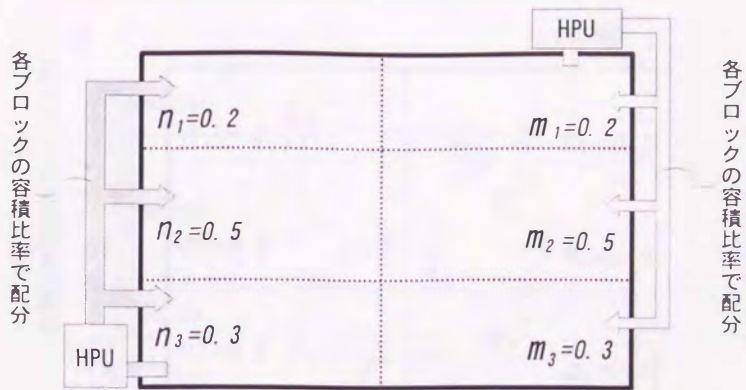 HPU
各ブロックの容積比率で配分
n₁=0.2
m₁=0.2
各ブロックの容積比率で配分
n₂=0.5
m₂=0.5
n₃=0.3
m₃=0.3
HPU